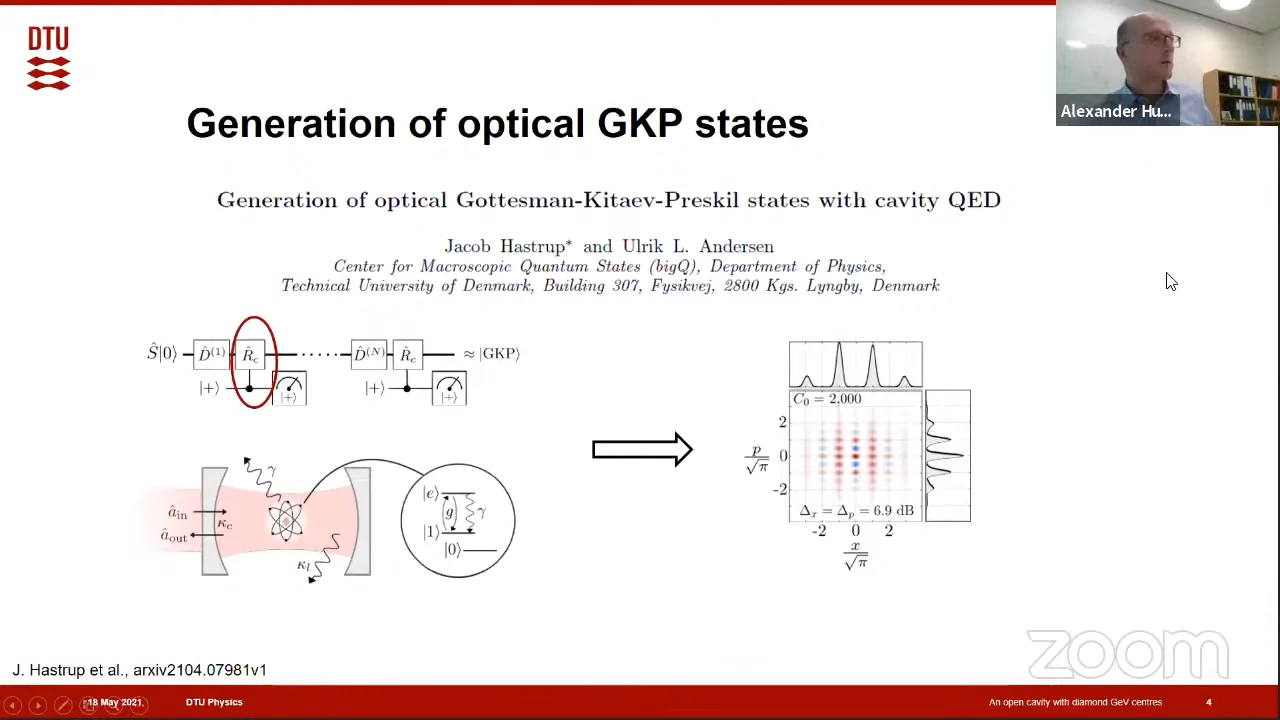 DTU
Alexander Hu...
Generation of optical GKP states
Generation of optical Gottesman-Kitaev-Preskil states with cavity QED
Jacob Hastrup* and Ulrik L. Andersen
Center for Macroscopic Quantum States (bigQ), Department of Physics,
Technical University of Denmark, Building 307, Fysikvej, 2800 Kgs. Lyngby, Denmark
Ŝ|0⟩ D̂⁽¹⁾ R̂c ..... D̂⁽ᴺ⁾ R̂c ≈ |GKP⟩
|+⟩ |+⟩ |+⟩ |+⟩
C₀ = 2,000
2
p/√π 0
-2
Δₓ = Δₚ = 6.9 dB
-2 0 2
x/√π
γ
âin κc
âout
κl
|e⟩
g γ
|1⟩
|0⟩
zoom
J. Hastrup et al., arxiv2104.07981v1
18 May 2021, DTU Physics An open cavity with diamond GeV centres 4